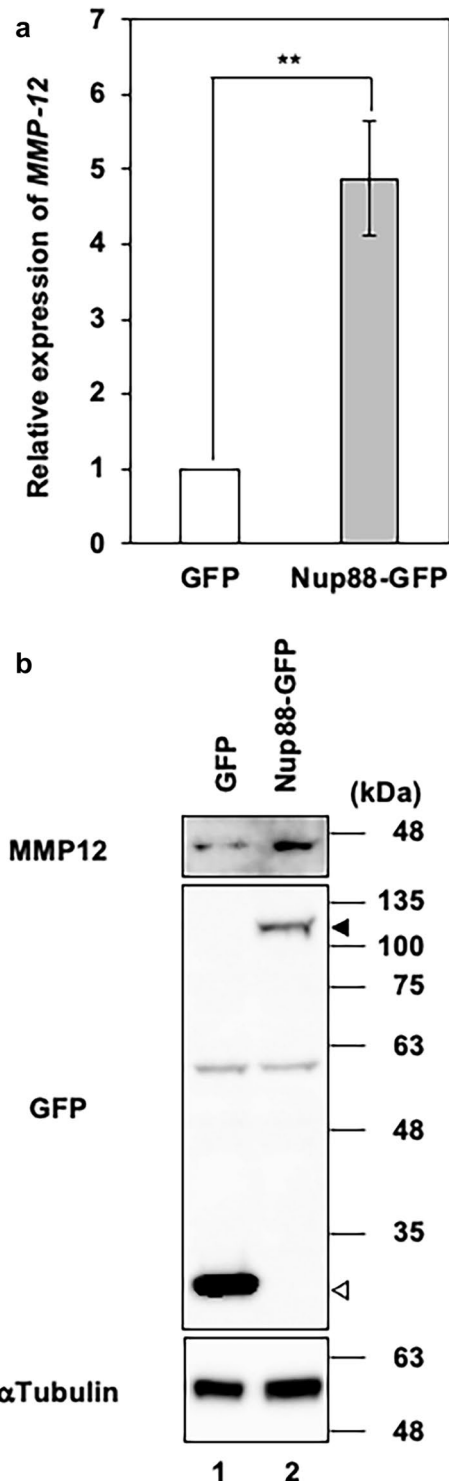 a
Relative expression of MMP-12
7
6
5
4
3
2
1
0
**
GFP Nup88-GFP
b
GFP
Nup88-GFP
(kDa)
MMP12
48
135
100
75
63
GFP
48
35
αTubulin
63
48
1 2